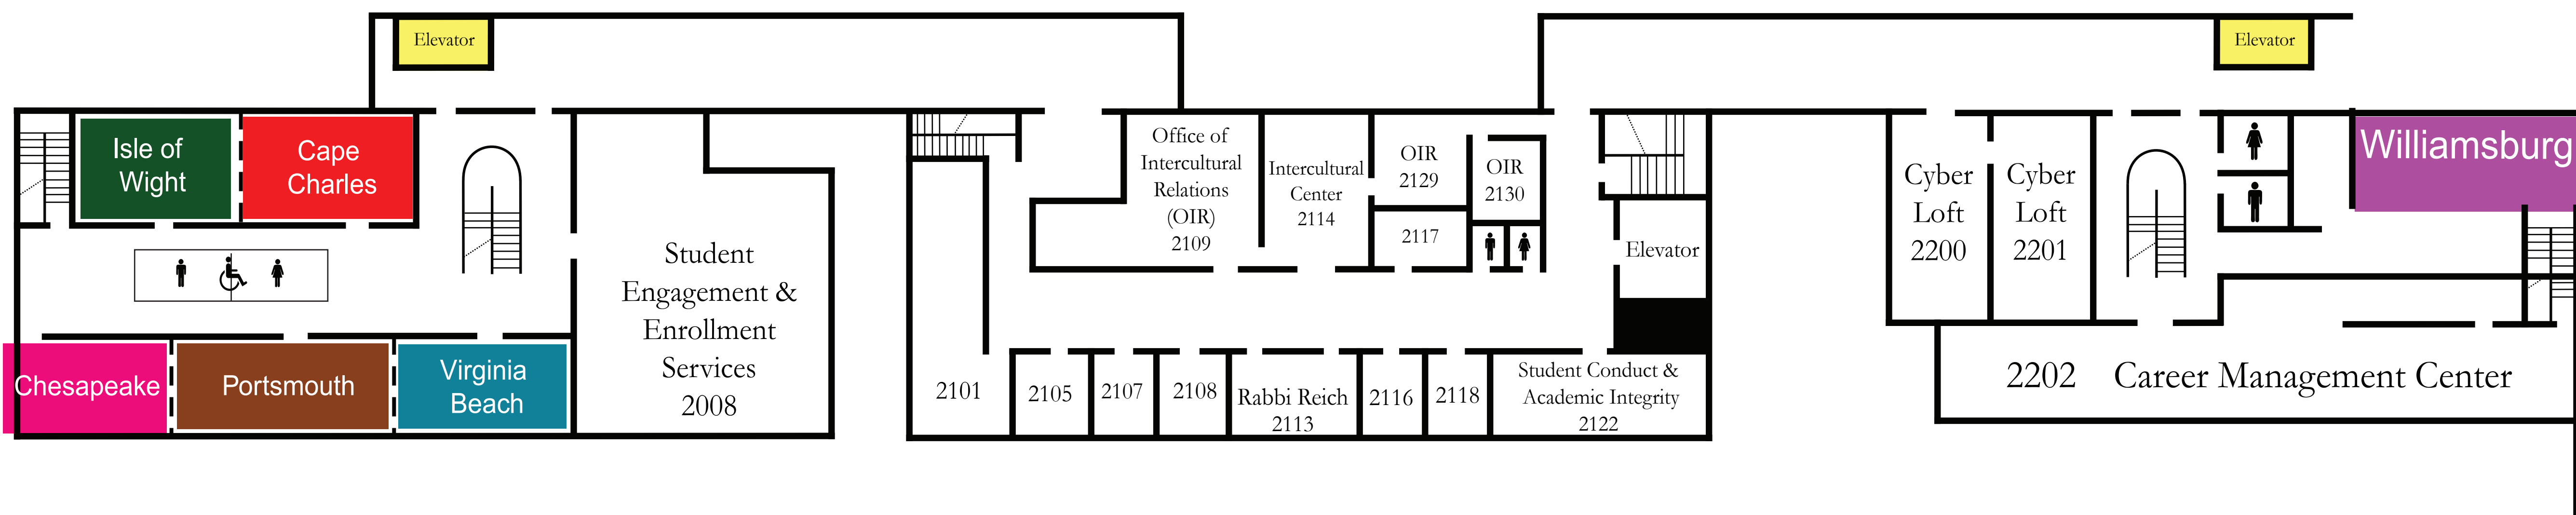 Elevator
Elevator
Isle of
Wight
Cape
Charles
Chesapeake
Portsmouth
Virginia
Beach
Student
Engagement &
Enrollment
Services
2008
Office of
Intercultural
Relations
(OIR)
2109
Intercultural
Center
2114
OIR
2129
OIR
2130
2117
Elevator
2101
2105
2107
2108
Rabbi Reich
2113
2116
2118
Student Conduct &
Academic Integrity
2122
Cyber
Loft
2200
Cyber
Loft
2201
Williamsburg
2202 Career Management Center